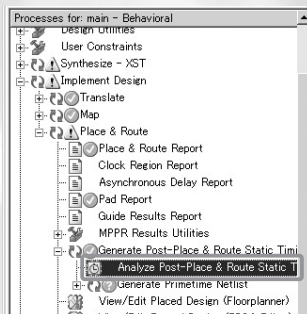 Processes for: main - Behavioral
Design Utilities
User Constraints
Synthesize - XST
Implement Design
Translate
Map
Place & Route
Place & Route Report
Clock Region Report
Asynchronous Delay Report
Pad Report
Guide Results Report
MPPR Results Utilities
Generate Post-Place & Route Static Timi
Analyze Post-Place & Route Static T
Generate Primetime Netlist
View/Edit Placed Design (Floorplanner)